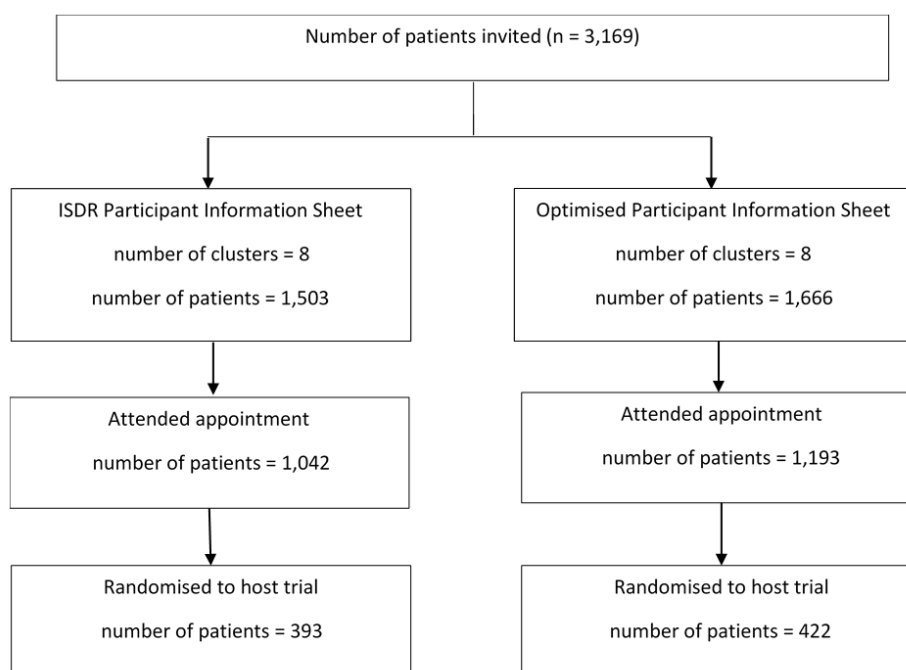 Number of patients invited (n = 3,169)
ISDR Participant Information Sheet
number of clusters = 8
number of patients = 1,503
Optimised Participant Information Sheet
number of clusters = 8
number of patients = 1,666
Attended appointment
number of patients = 1,042
Attended appointment
number of patients = 1,193
Randomised to host trial
number of patients = 393
Randomised to host trial
number of patients = 422